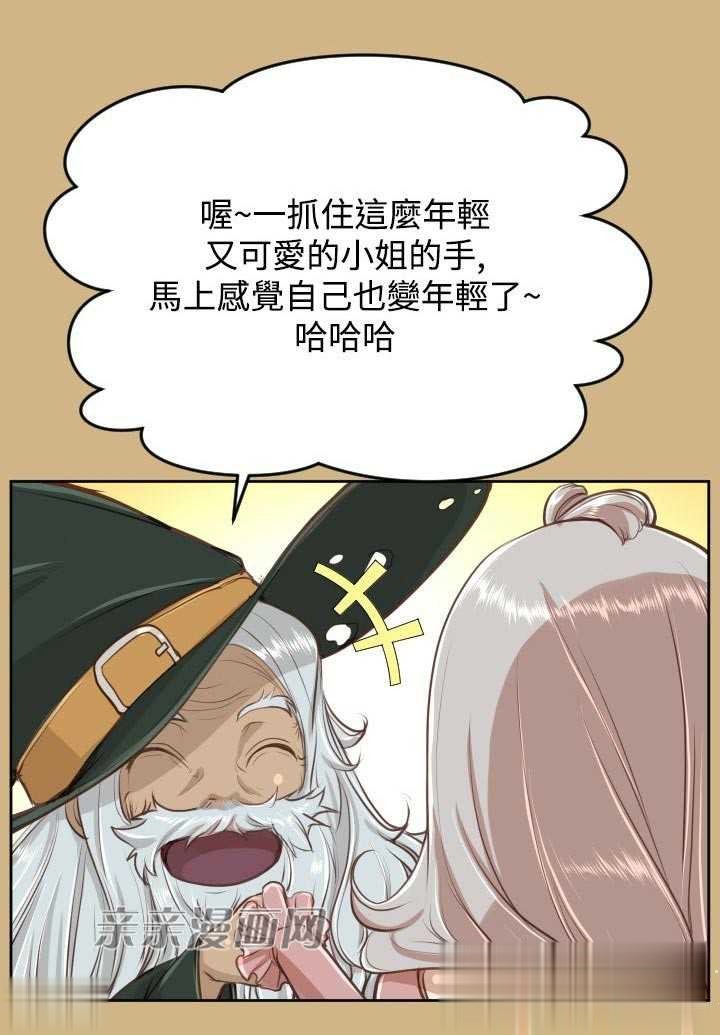 喔~一抓住這麼年輕
又可愛的小姐的手,
馬上感覺自己也變年輕了~
哈哈哈
亲亲漫画网